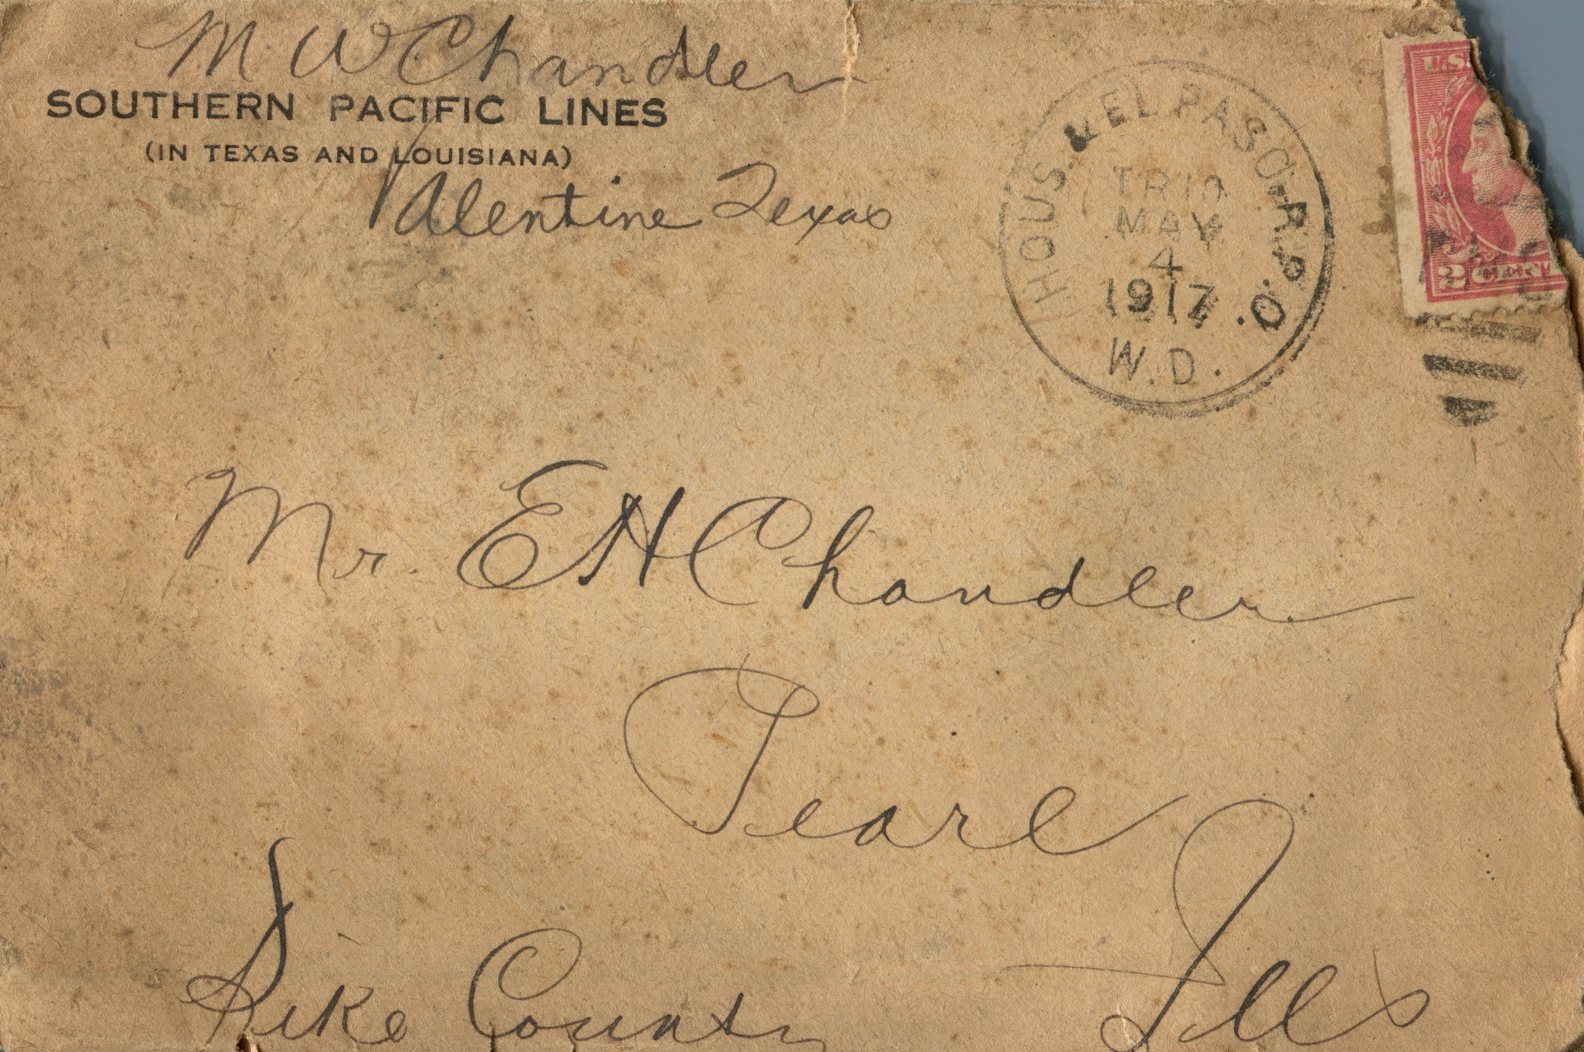 M W Chandler
SOUTHERN PACIFIC LINES
(IN TEXAS AND LOUISIANA)
Valentine Texas
HOUS. & EL PASO. R.P.O.
TR 10
MAY
4
1917
W.D.
U.S.
2 CENT
Mr. E H Chandler
Pearl
Pike County Ills